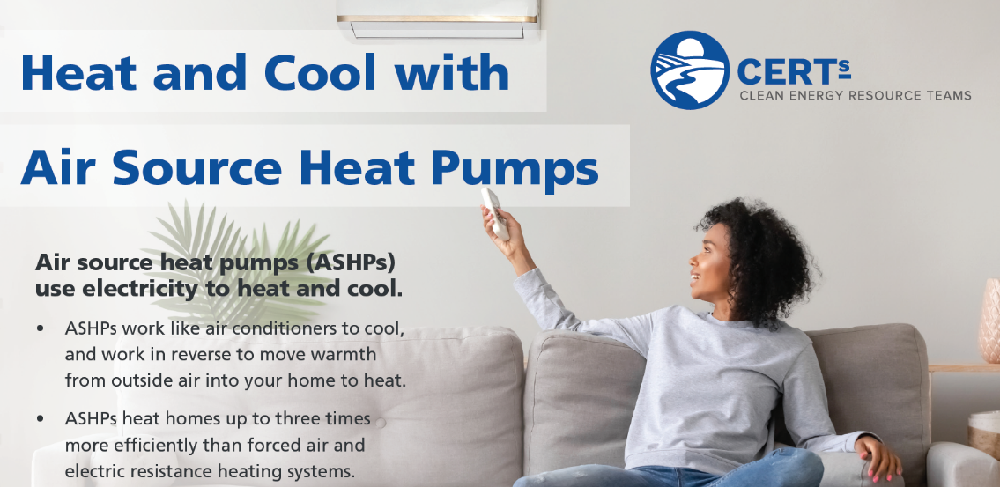 Heat and Cool with
Air Source Heat Pumps
CERTs
CLEAN ENERGY RESOURCE TEAMS
Air source heat pumps (ASHPs)
use electricity to heat and cool.
• ASHPs work like air conditioners to cool,
and work in reverse to move warmth
from outside air into your home to heat.
• ASHPs heat homes up to three times
more efficiently than forced air and
electric resistance heating systems.